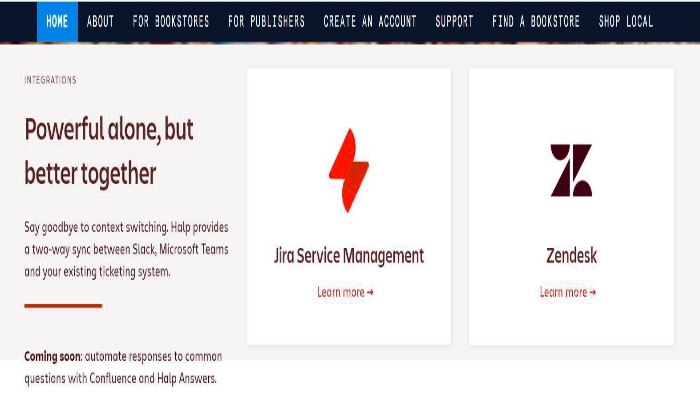 HOME ABOUT FOR BOOKSTORES FOR PUBLISHERS CREATE AN ACCOUNT SUPPORT FIND A BOOKSTORE SHOP LOCAL
INTEGRATIONS
Powerful alone, but
better together
Say goodbye to context switching. Halp provides
a two-way sync between Slack, Microsoft Teams
and your existing ticketing system.
Coming soon: automate responses to common
questions with Confluence and Halp Answers.
Jira Service Management
Learn more →
Zendesk
Learn more →